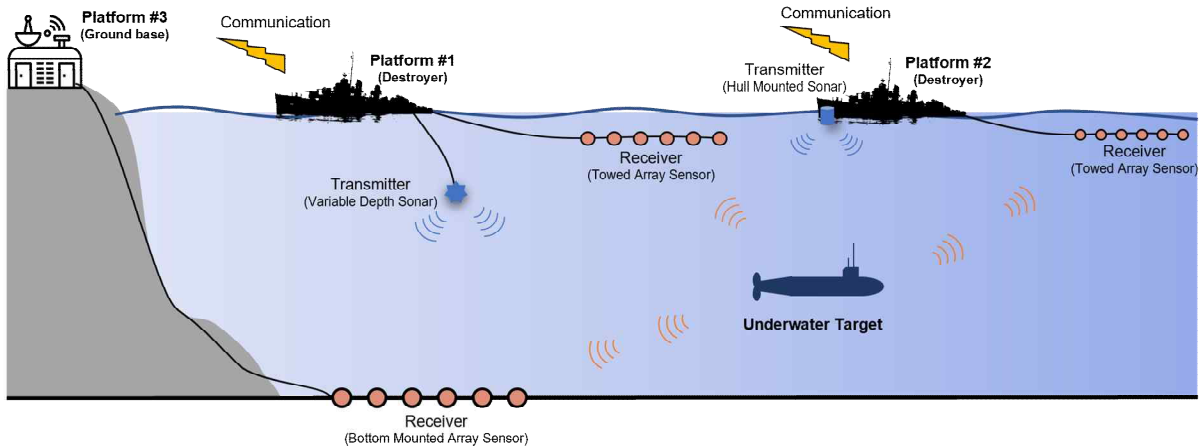 Platform #3
(Ground base)
Communication
Platform #1
(Destroyer)
Communication
Transmitter
(Hull Mounted Sonar)
Platform #2
(Destroyer)
Receiver
(Towed Array Sensor)
Receiver
(Towed Array Sensor)
Transmitter
(Variable Depth Sonar)
Underwater Target
Receiver
(Bottom Mounted Array Sensor)